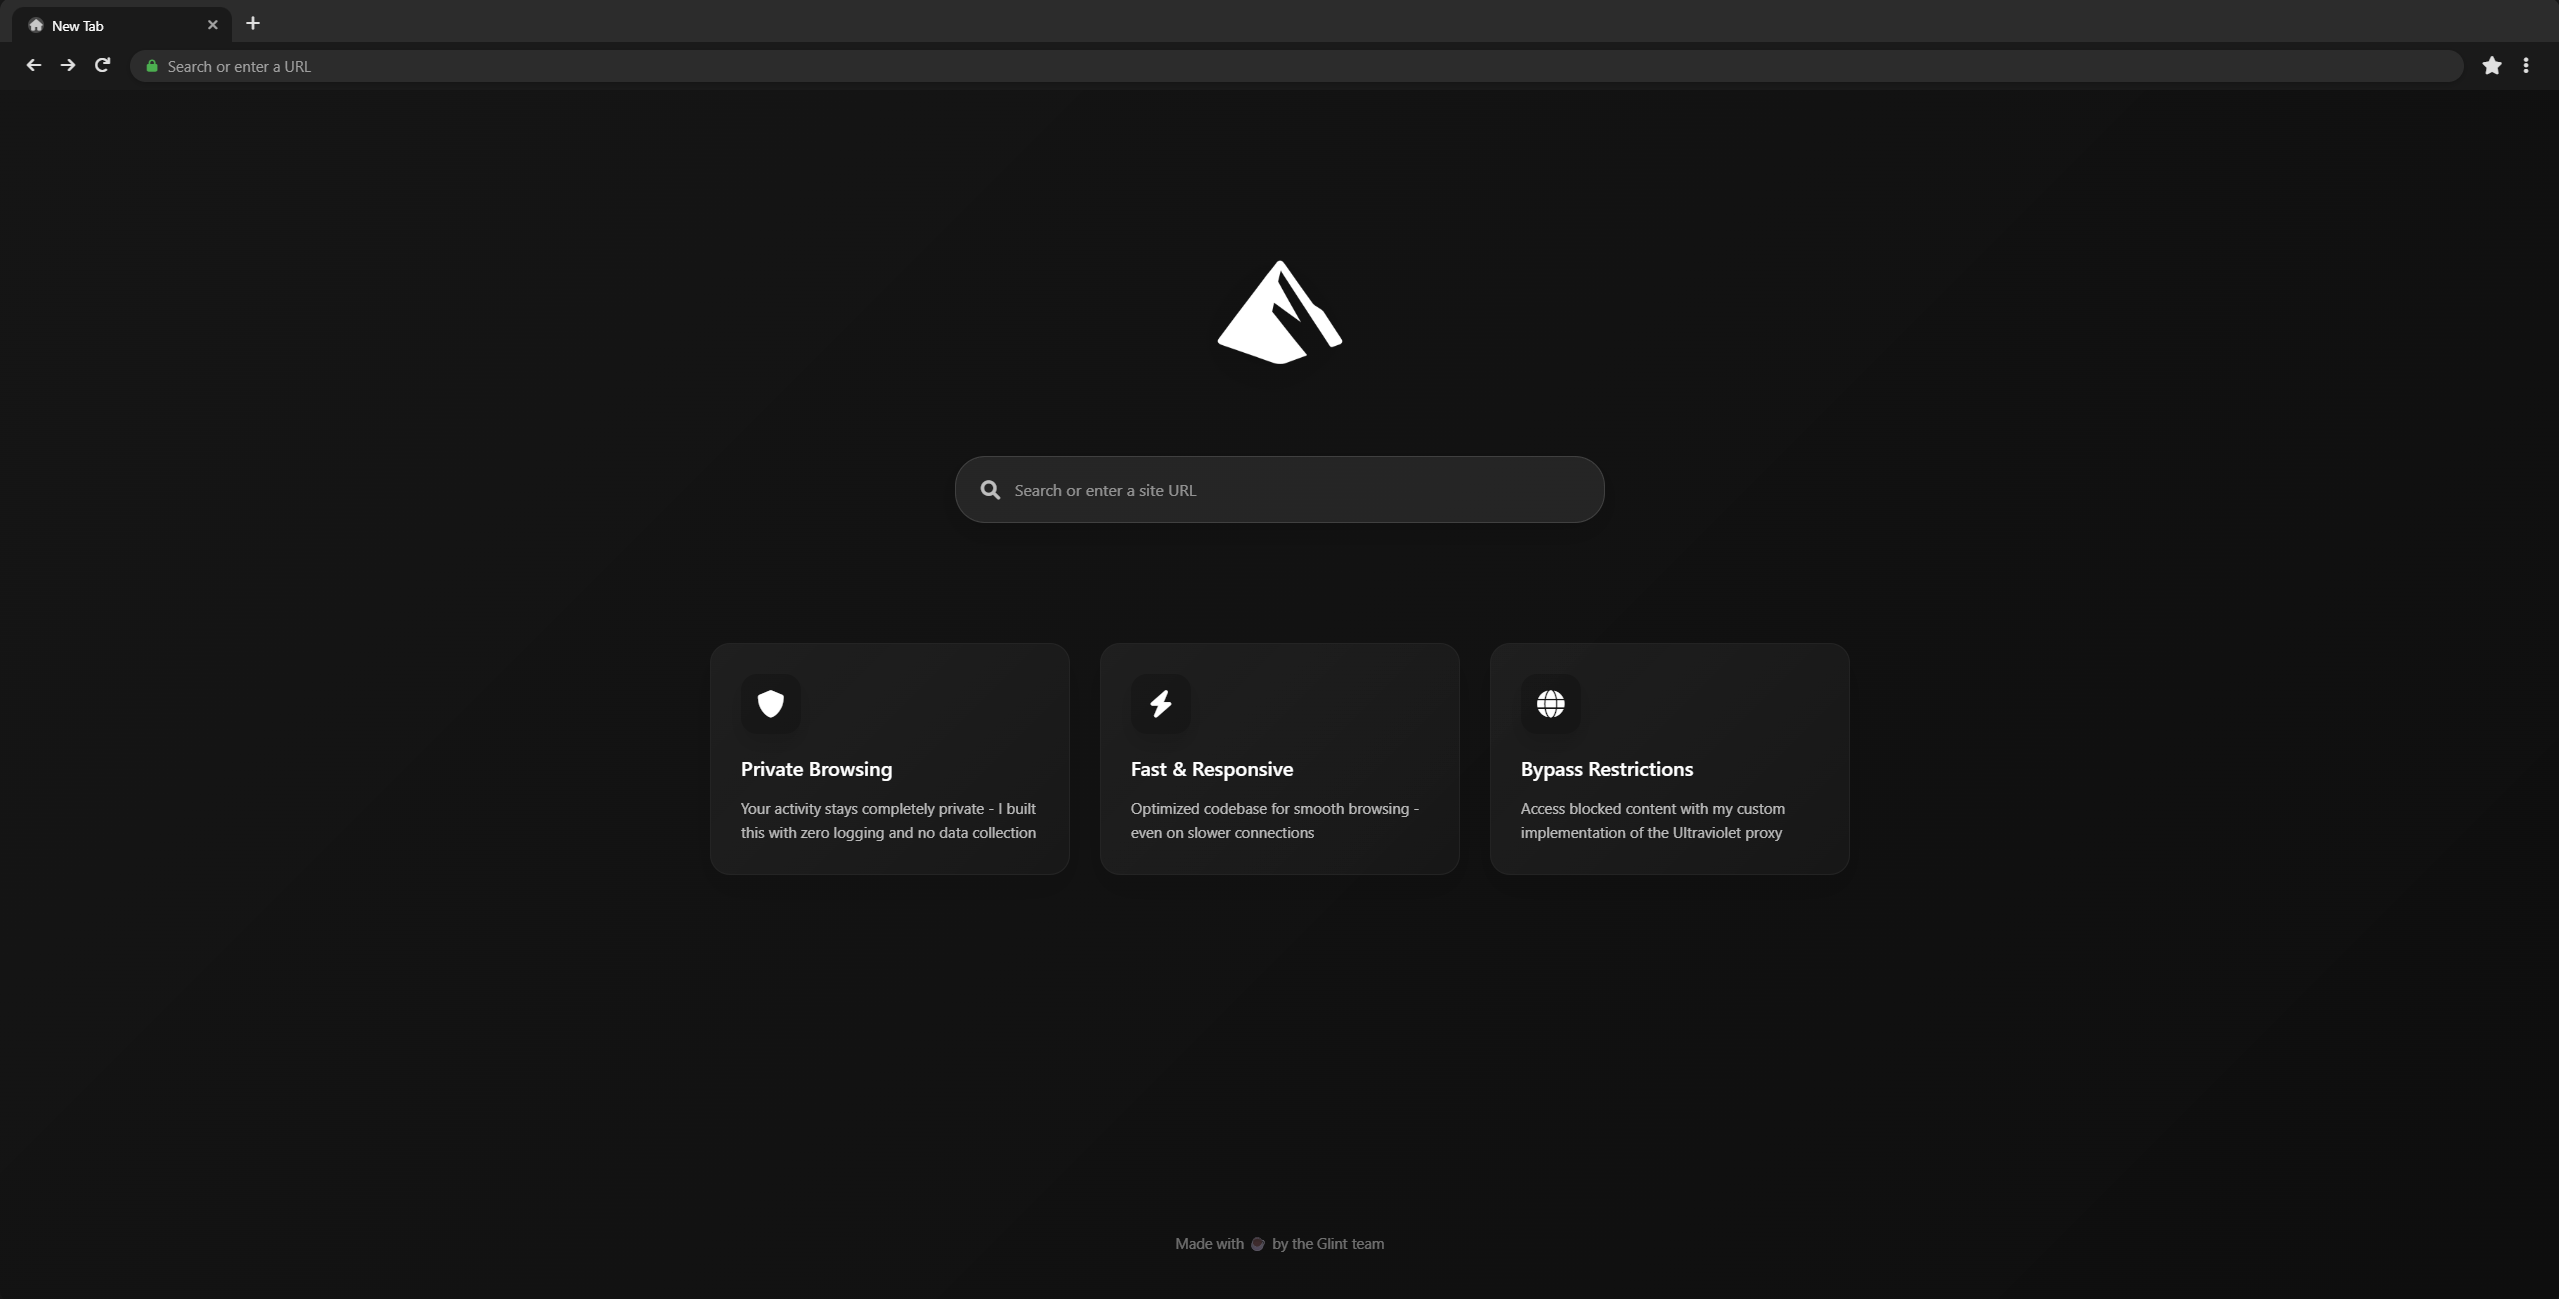 New Tab
Search or enter a URL
Search or enter a site URL
Private Browsing
Your activity stays completely private - I built
this with zero logging and no data collection
Fast & Responsive
Optimized codebase for smooth browsing -
even on slower connections
Bypass Restrictions
Access blocked content with my custom
implementation of the Ultraviolet proxy
Made with by the Glint team